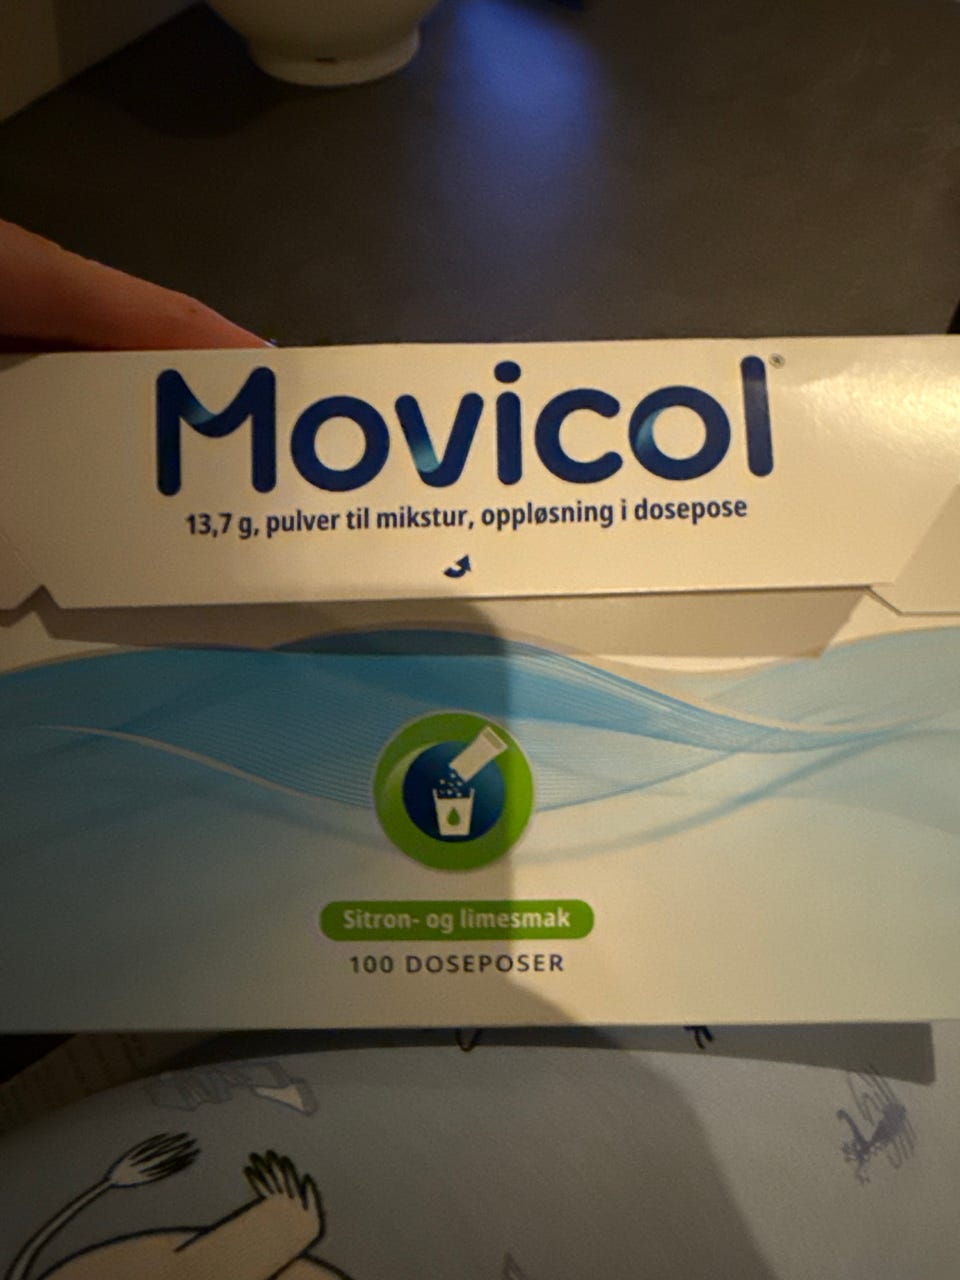 Movicol®
13,7 g, pulver til mikstur, oppløsning i dosepose
Sitron- og limesmak
100 DOSEPOSER